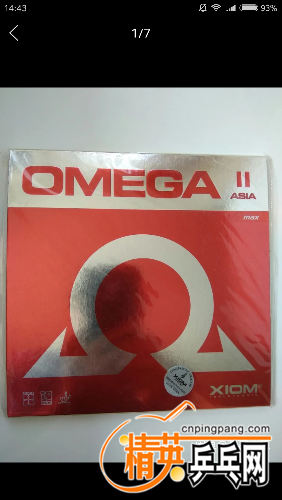 14:43
93%
1/7
OMEGA II
ASIA
max
XIOM
cnpingpang.com
精英乒乓网